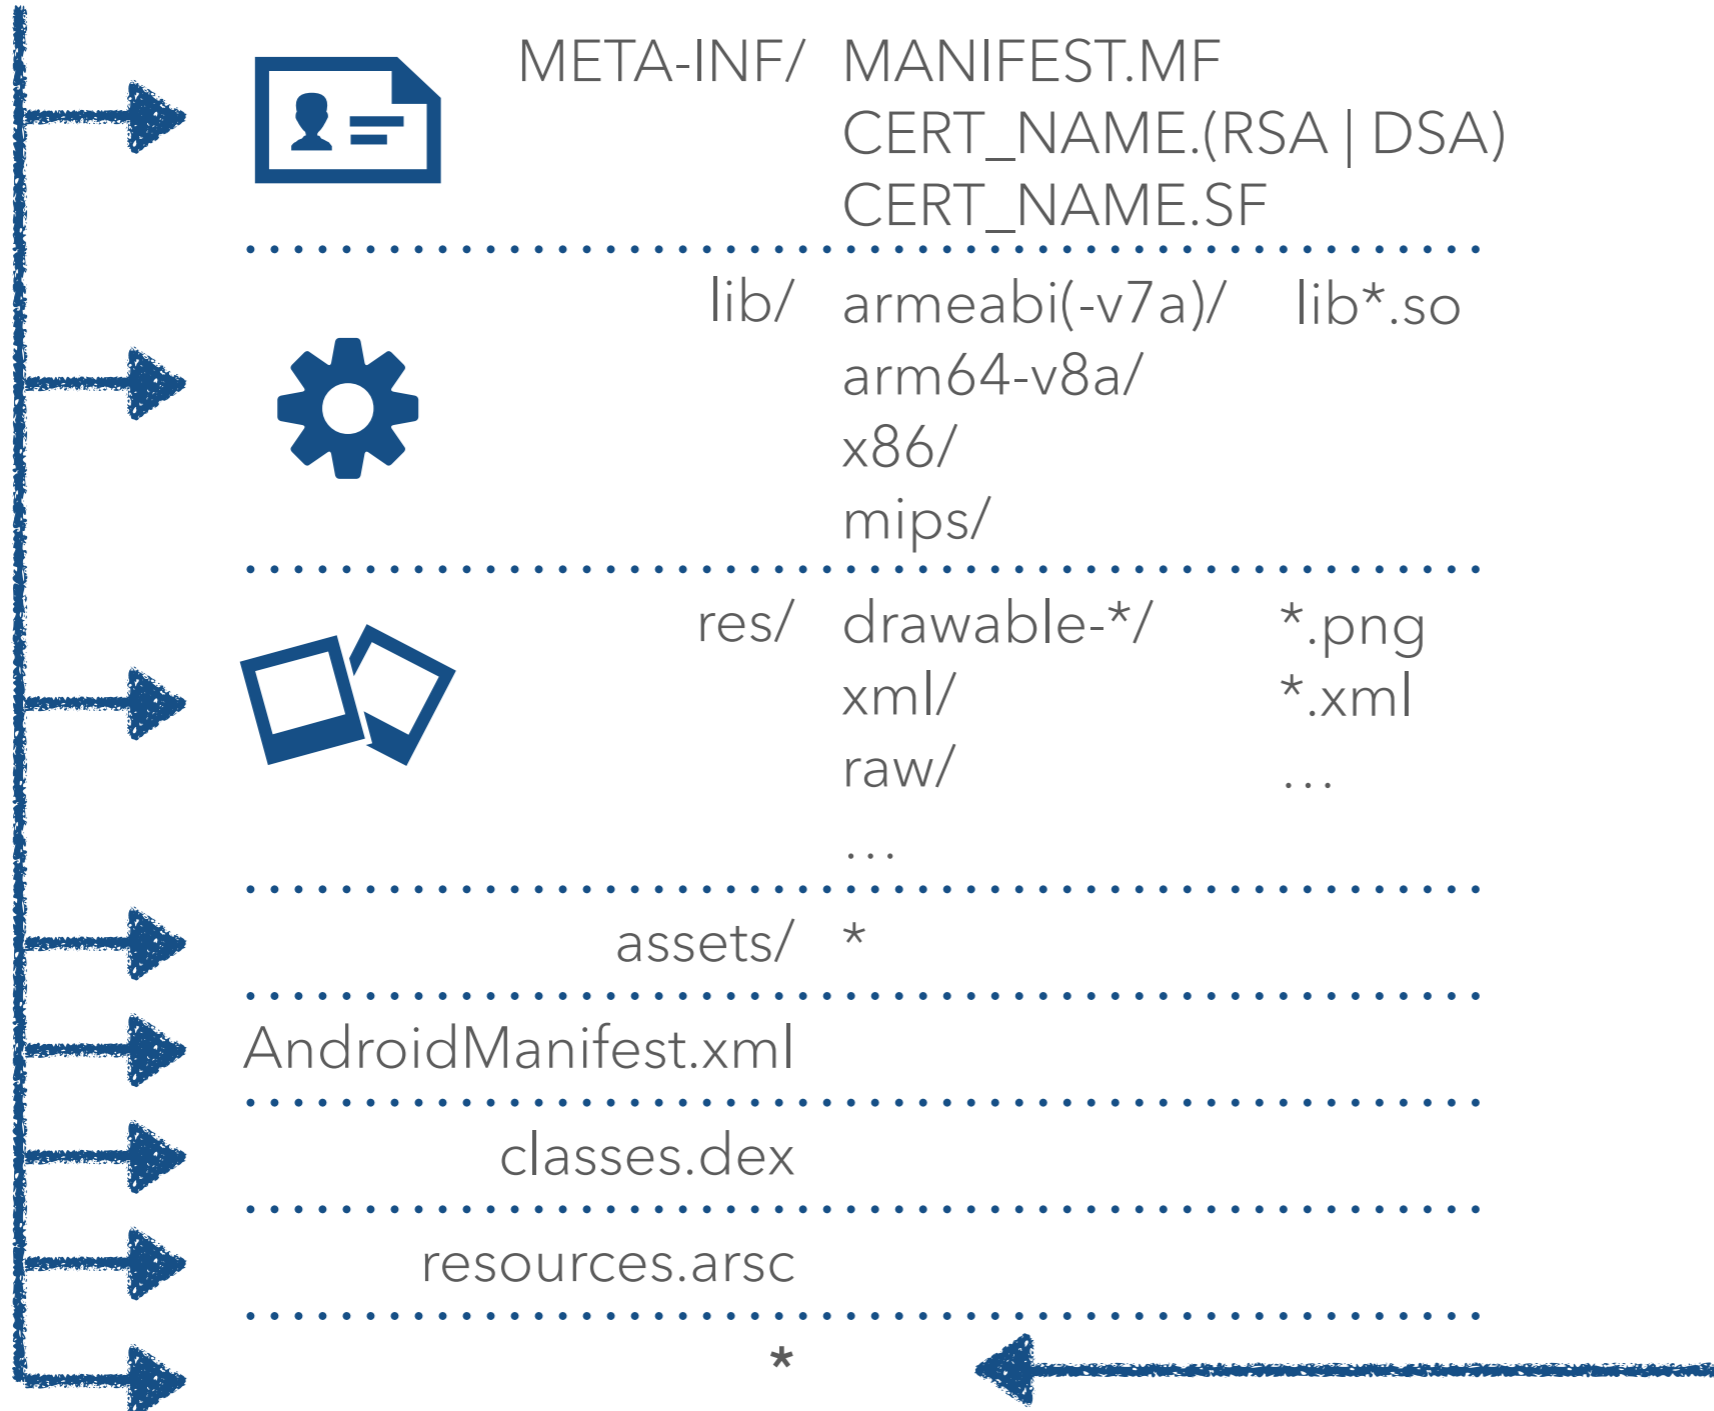 META-INF/ MANIFEST.MF
CERT_NAME.(RSA | DSA)
CERT_NAME.SF
lib/ armeabi(-v7a)/ lib*.so
arm64-v8a/
x86/
mips/
res/ drawable-*/ *.png
xml/ *.xml
raw/ …
…
assets/ *
AndroidManifest.xml
classes.dex
resources.arsc
*